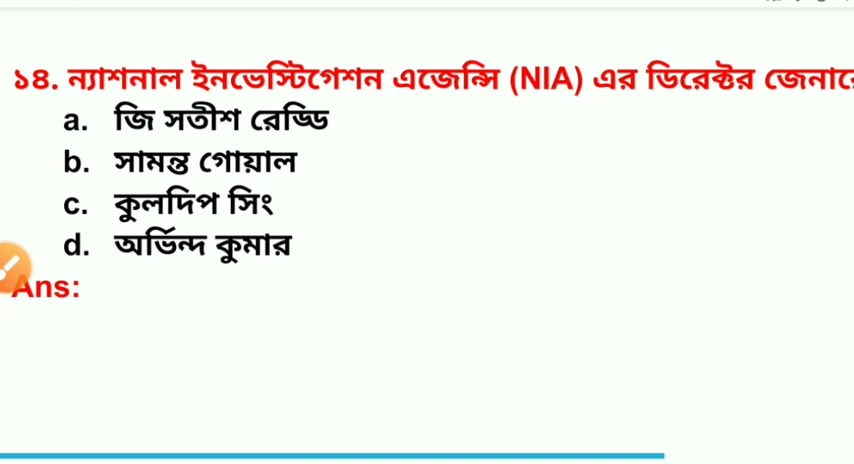 ১৪. ন্যাশনাল ইনভেস্টিগেশন এজেন্সি (NIA) এর ডিরেক্টর
a. জি সতীশ রেড্ডি
b. সামন্ত গোয়াল
c. কুলদিপ সিং
d. অর্ভিন্দ কুমার
Ans: